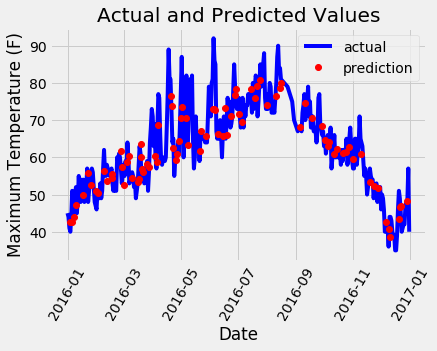 Actual and Predicted Values
actual
prediction
Maximum Temperature (F)
90
80
70
60
50
40
2016-01
2016-03
2016-05
2016-07
2016-09
2016-11
2017-01
Date